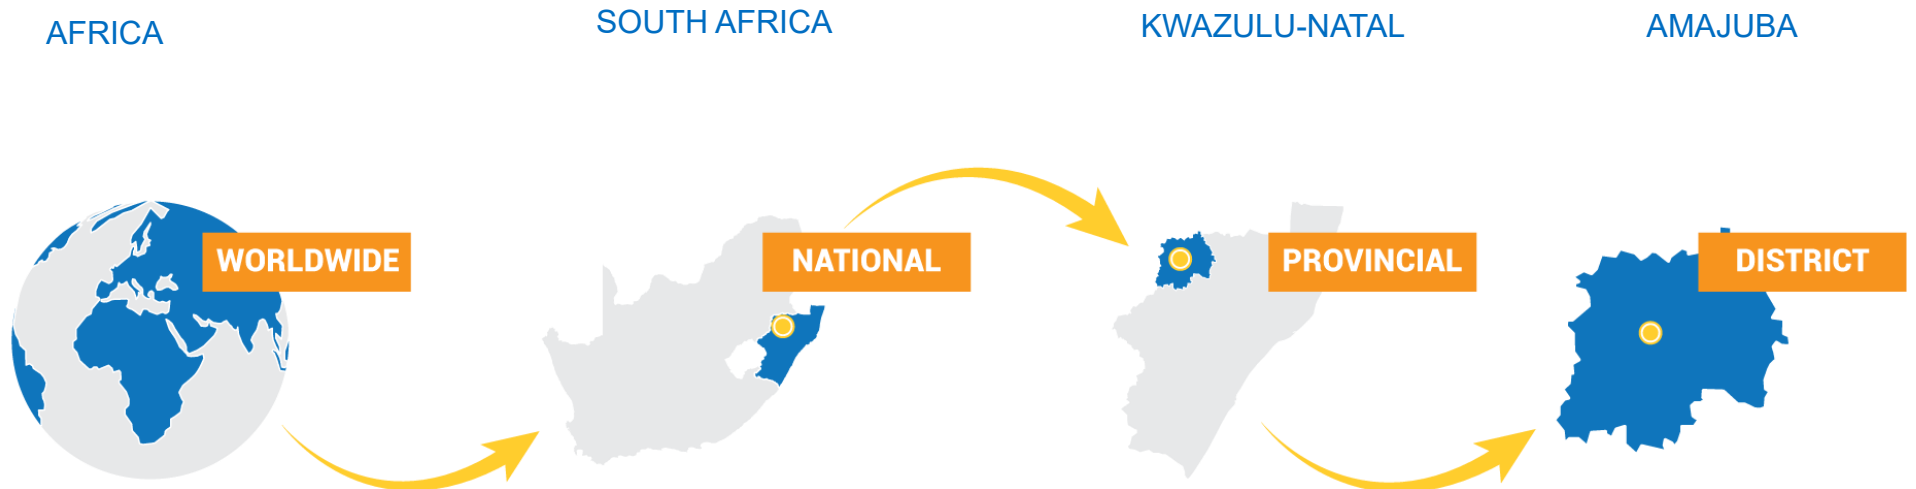 AFRICA
SOUTH AFRICA
KWAZULU-NATAL
AMAJUBA
WORLDWIDE
NATIONAL
PROVINCIAL
DISTRICT